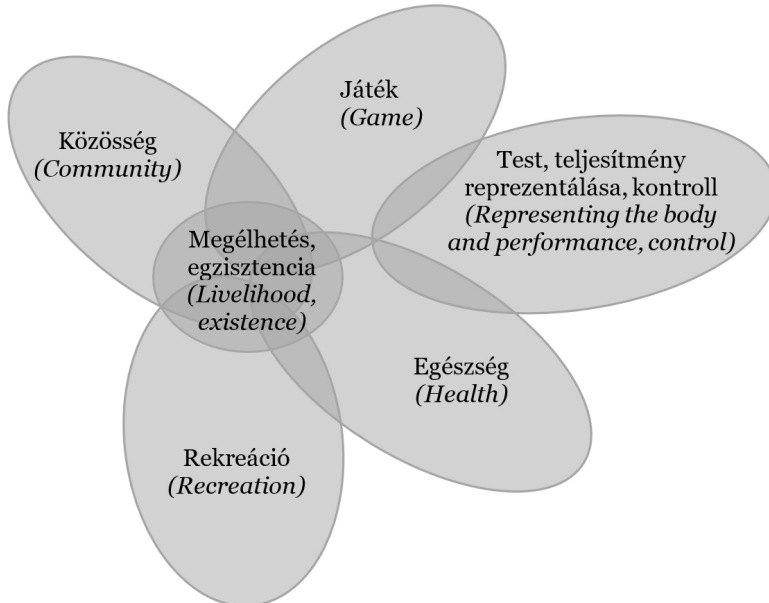 Játék
(Game)
Közösség
(Community)
Test, teljesítmény
reprezentálása, kontroll
(Representing the body
and performance, control)
Megélhetés,
egzisztencia
(Livelihood,
existence)
Egészség
(Health)
Rekreáció
(Recreation)